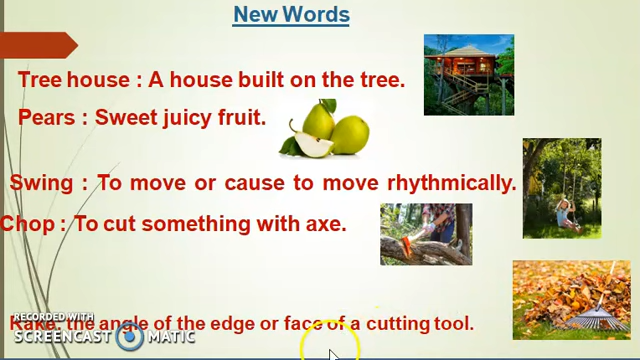 New Words
Tree house : A house built on the tree.
Pears : Sweet juicy fruit.
Swing : To move or cause to move rhythmically.
Chop : To cut something with axe.
RECORDED WITH
Rake: the angle of the edge or face of a cutting tool.
SCREENCAST MATIC